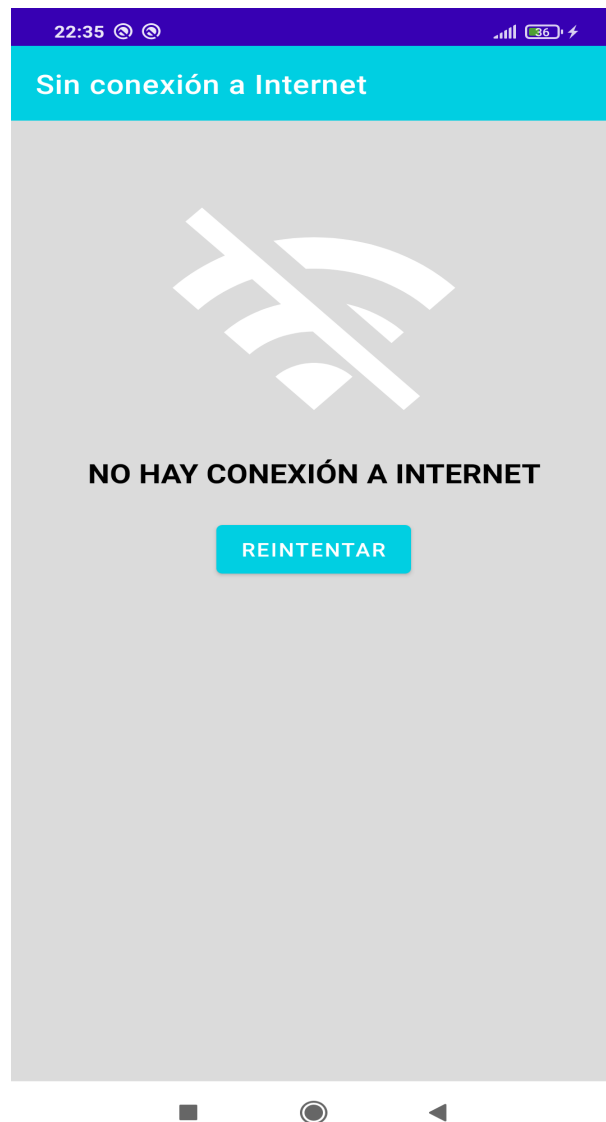 22:35
36
Sin conexión a Internet
NO HAY CONEXIÓN A INTERNET
REINTENTAR